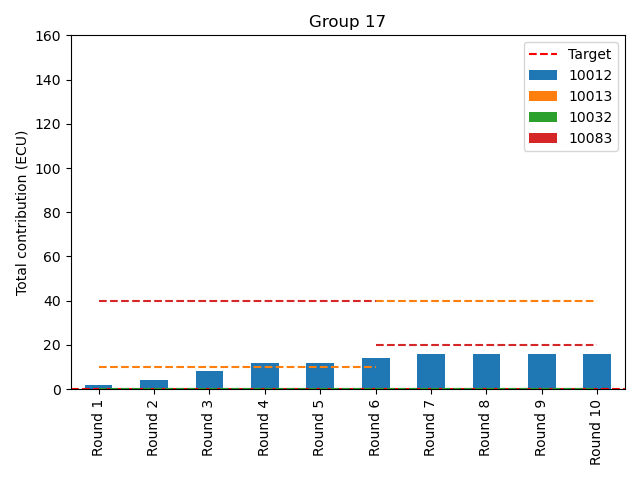 Group 17
Total contribution (ECU)
160
140
120
100
80
60
40
20
0
Target
10012
10013
10032
10083
Round 1
Round 2
Round 3
Round 4
Round 5
Round 6
Round 7
Round 8
Round 9
Round 10